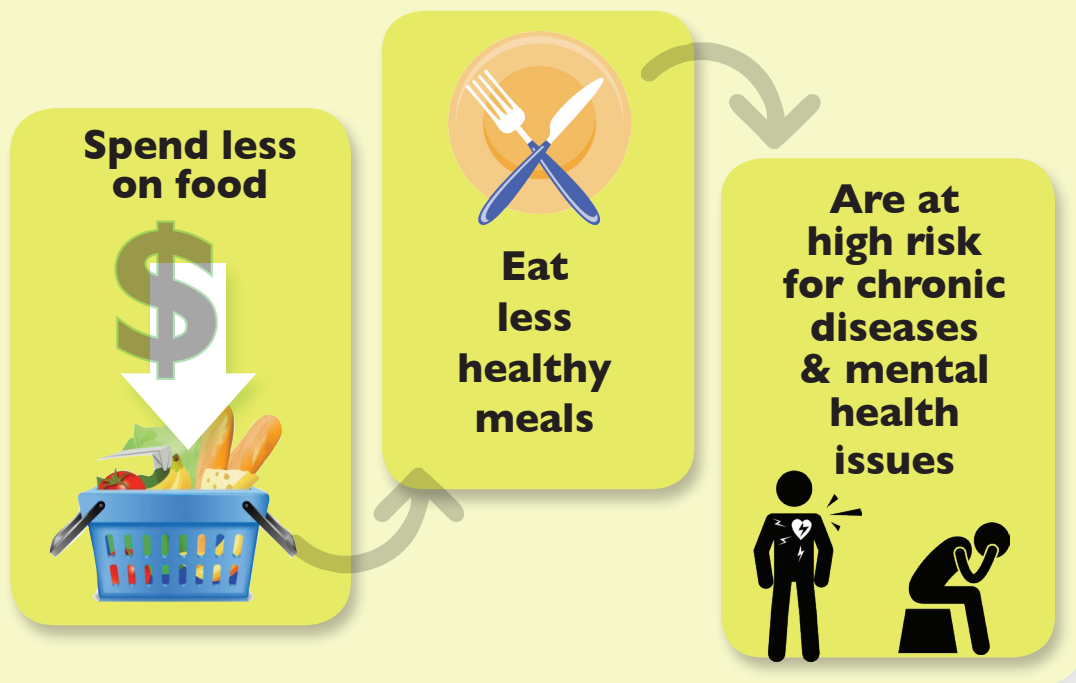 Spend less
on food
$
Eat
less
healthy
meals
Are at
high risk
for chronic
diseases
& mental
health
issues